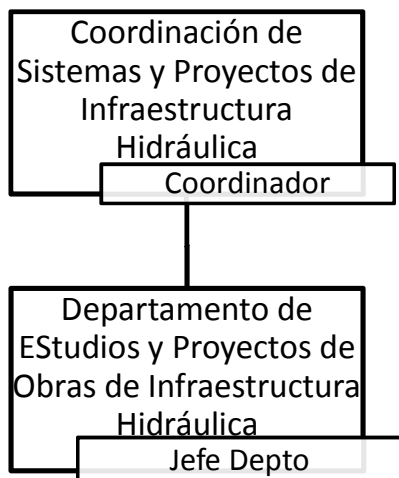 Coordinación de
Sistemas y Proyectos de
Infraestructura
Hidráulica
Coordinador
Departamento de
EStudios y Proyectos de
Obras de Infraestructura
Hidráulica
Jefe Depto